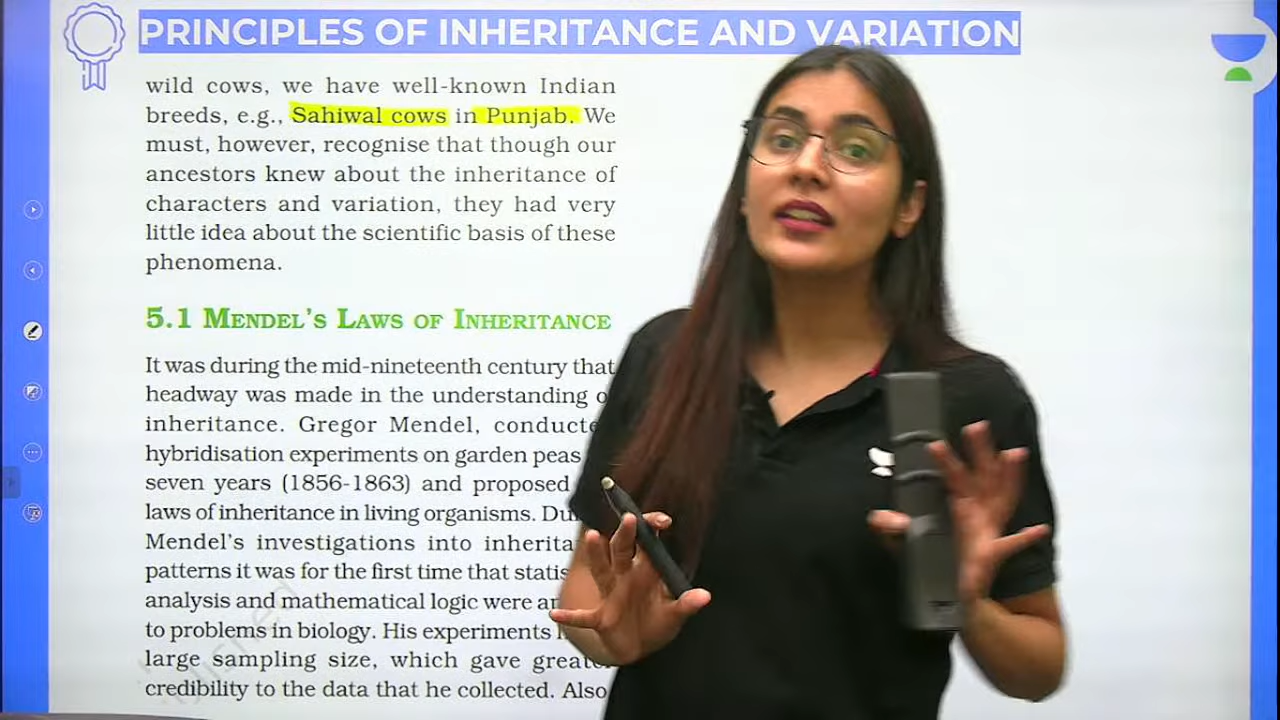 PRINCIPLES OF INHERITANCE AND VARIATION
wild cows, we have well-known Indian
breeds, e.g., Sahiwal cows in Punjab. We
must, however, recognise that though our
ancestors knew about the inheritance of
characters and variation, they had very
little idea about the scientific basis of these
phenomena.
5.1 MENDEL'S LAWS OF INHERITANCE
It was during the mid-nineteenth century that
headway was made in the understanding
inheritance. Gregor Mendel,
hybridisation experiments on garden peas
seven years (1856-1863) and proposed
laws of inheritance in living organisms.
Mendel's investigations into
patterns it was for the first time that
analysis and mathematical logic were
to problems in biology. His experiments
large sampling size, which gave
credibility to the data that he collected. Also